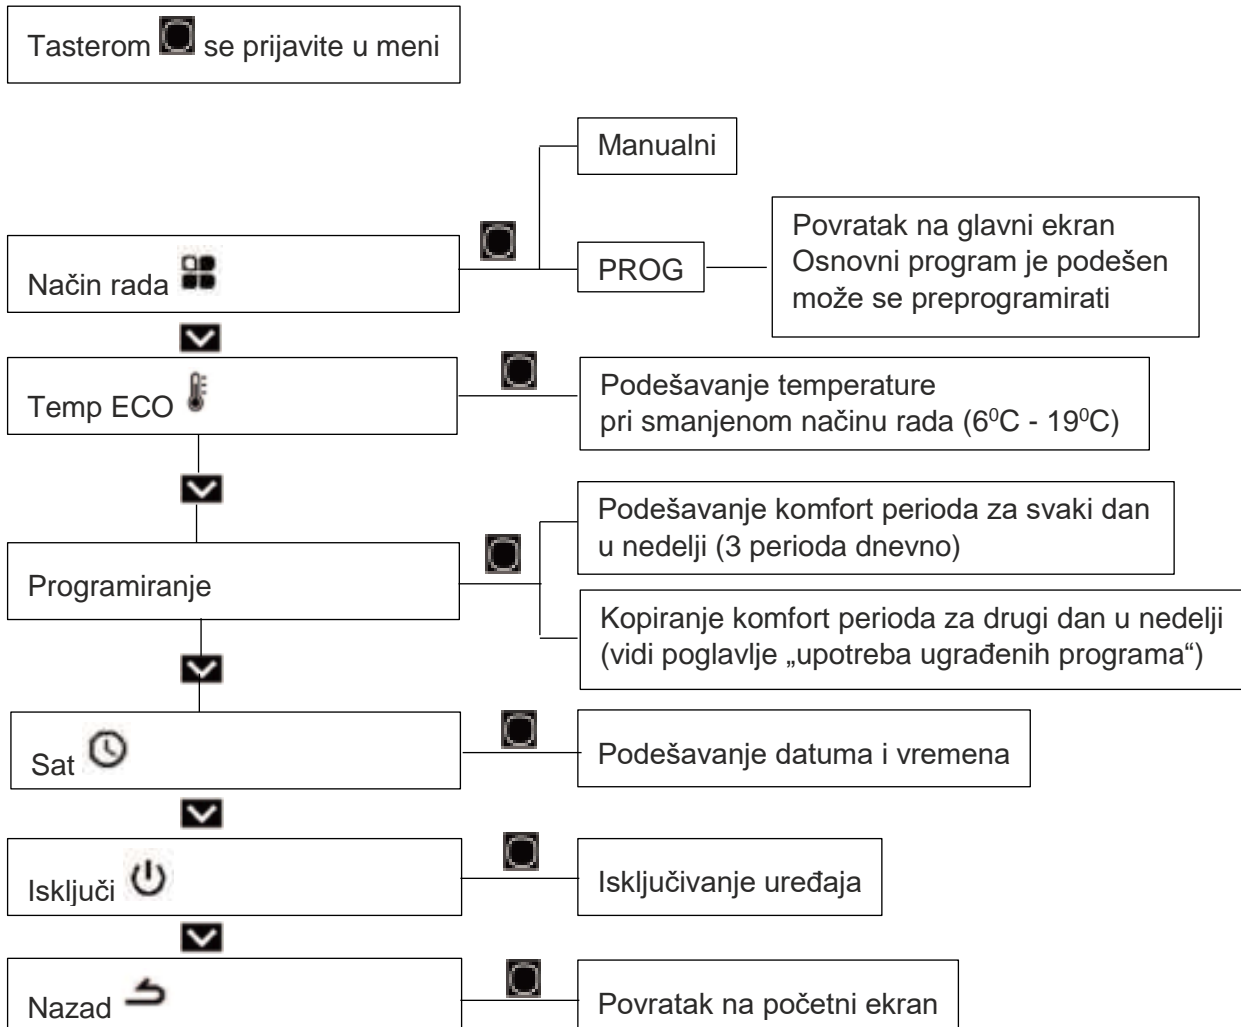 Tasterom se prijavite u meni
Manualni
Način rada
PROG
Povratak na glavni ekran
Osnovni program je podešen
može se preprogramirati
Temp ECO
Podešavanje temperature
pri smanjenom načinu rada (6⁰C - 19⁰C)
Programiranje
Podešavanje komfort perioda za svaki dan
u nedelji (3 perioda dnevno)
Kopiranje komfort perioda za drugi dan u nedelji
(vidi poglavlje „upotreba ugrađenih programa“)
Sat
Podešavanje datuma i vremena
Isključi
Isključivanje uređaja
Nazad
Povratak na početni ekran